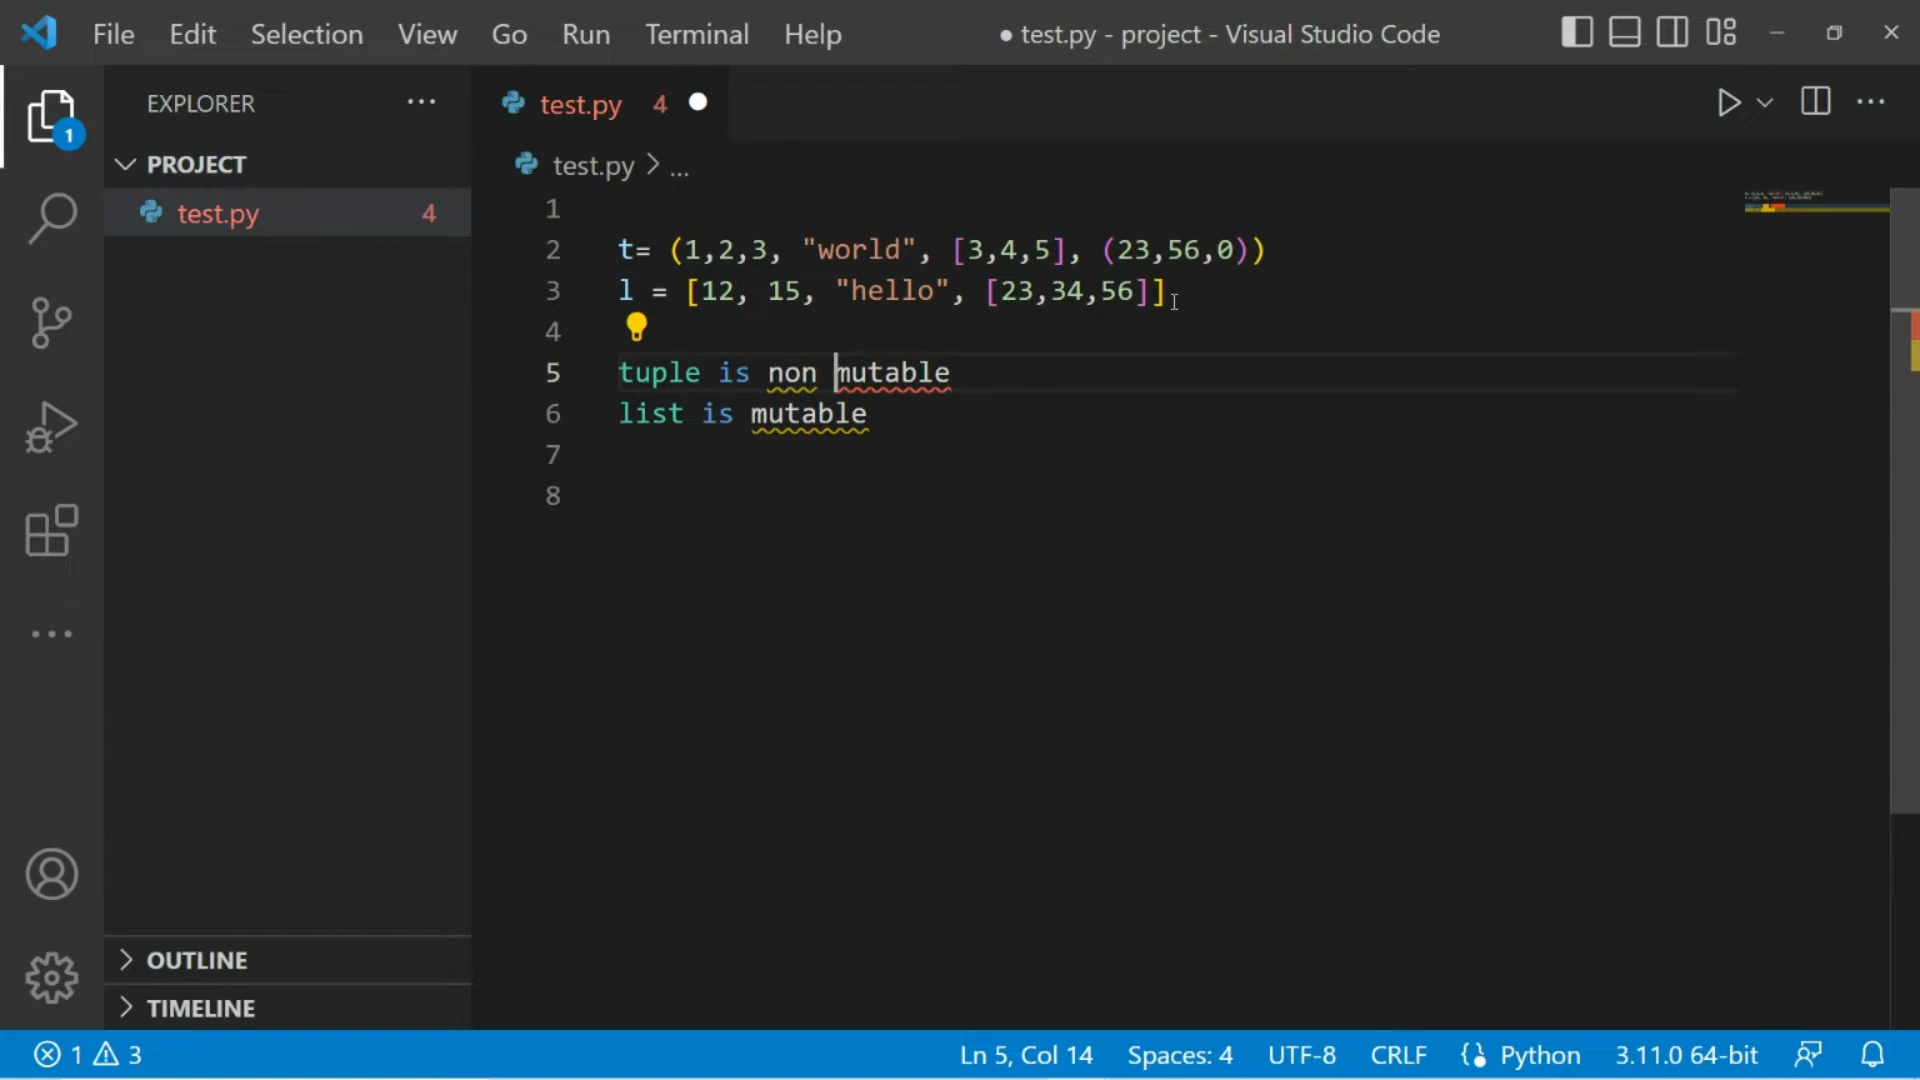 File Edit Selection View Go Run Terminal Help ● test.py - project - Visual Studio Code
EXPLORER ... test.py 4
PROJECT
test.py > ...
test.py 4
1
2 t= (1,2,3, "world", [3,4,5], (23,56,0))
3 l = [12, 15, "hello", [23,34,56]]
4
5 tuple is non mutable
6 list is mutable
7
8
1
OUTLINE
TIMELINE
1 3 Ln 5, Col 14 Spaces: 4 UTF-8 CRLF Python 3.11.0 64-bit